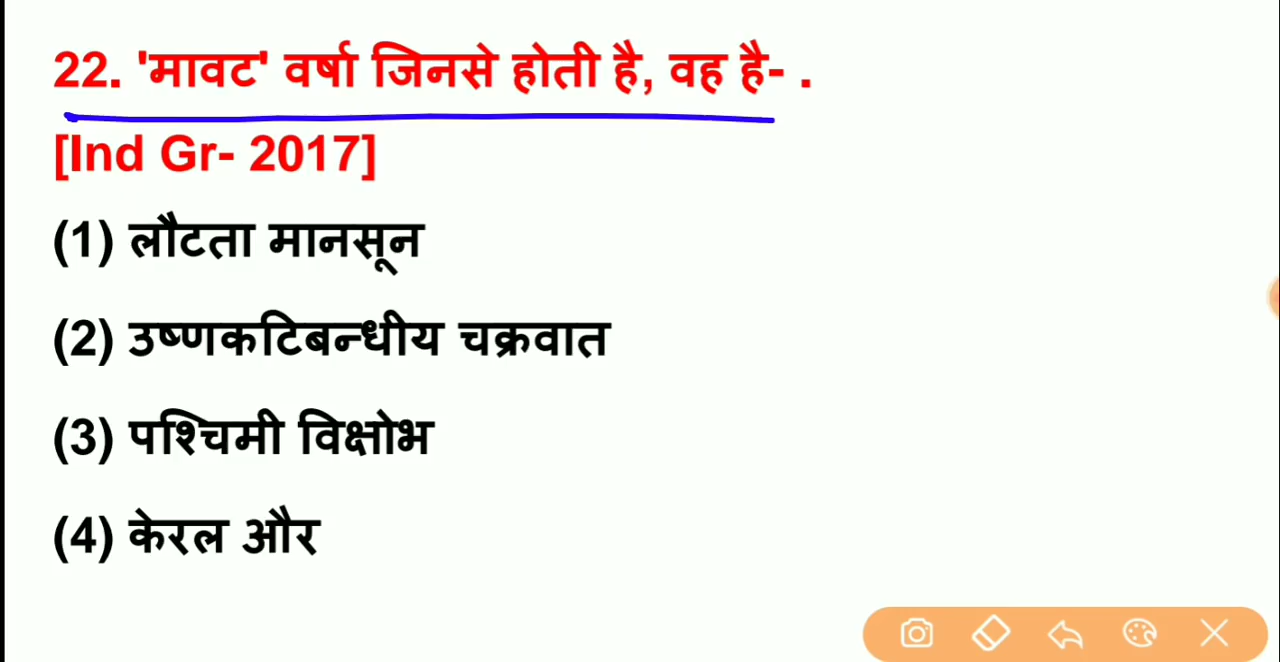 22. 'मावट' वर्षा जिनसे होती है, वह है- .
[Ind Gr- 2017]
(1) लौटता मानसून
(2) उष्णकटिबन्धीय चक्रवात
(3) पश्चिमी विक्षोभ
(4) केरल और